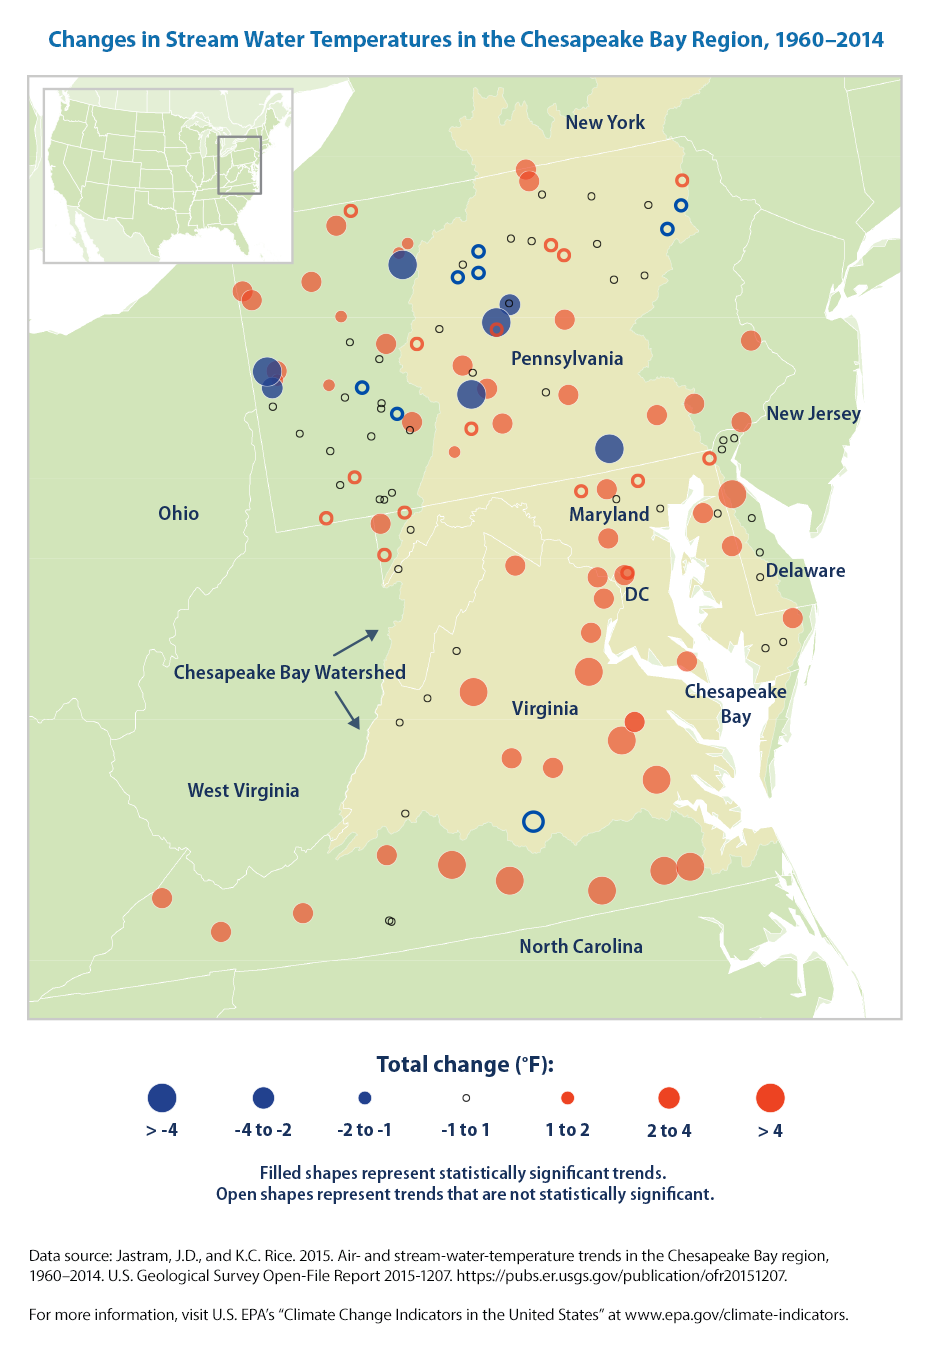 Changes in Stream Water Temperatures in the Chesapeake Bay Region, 1960–2014
New York
Pennsylvania
New Jersey
Ohio
Maryland
Delaware
DC
Chesapeake Bay Watershed
Chesapeake
Bay
Virginia
West Virginia
North Carolina
Total change (°F):
> -4
-4 to -2
-2 to -1
-1 to 1
1 to 2
2 to 4
> 4
Filled shapes represent statistically significant trends.
Open shapes represent trends that are not statistically significant.
Data source: Jastram, J.D., and K.C. Rice. 2015. Air- and stream-water-temperature trends in the Chesapeake Bay region,
1960–2014. U.S. Geological Survey Open-File Report 2015-1207. https://pubs.er.usgs.gov/publication/ofr20151207.
For more information, visit U.S. EPA’s “Climate Change Indicators in the United States” at www.epa.gov/climate-indicators.